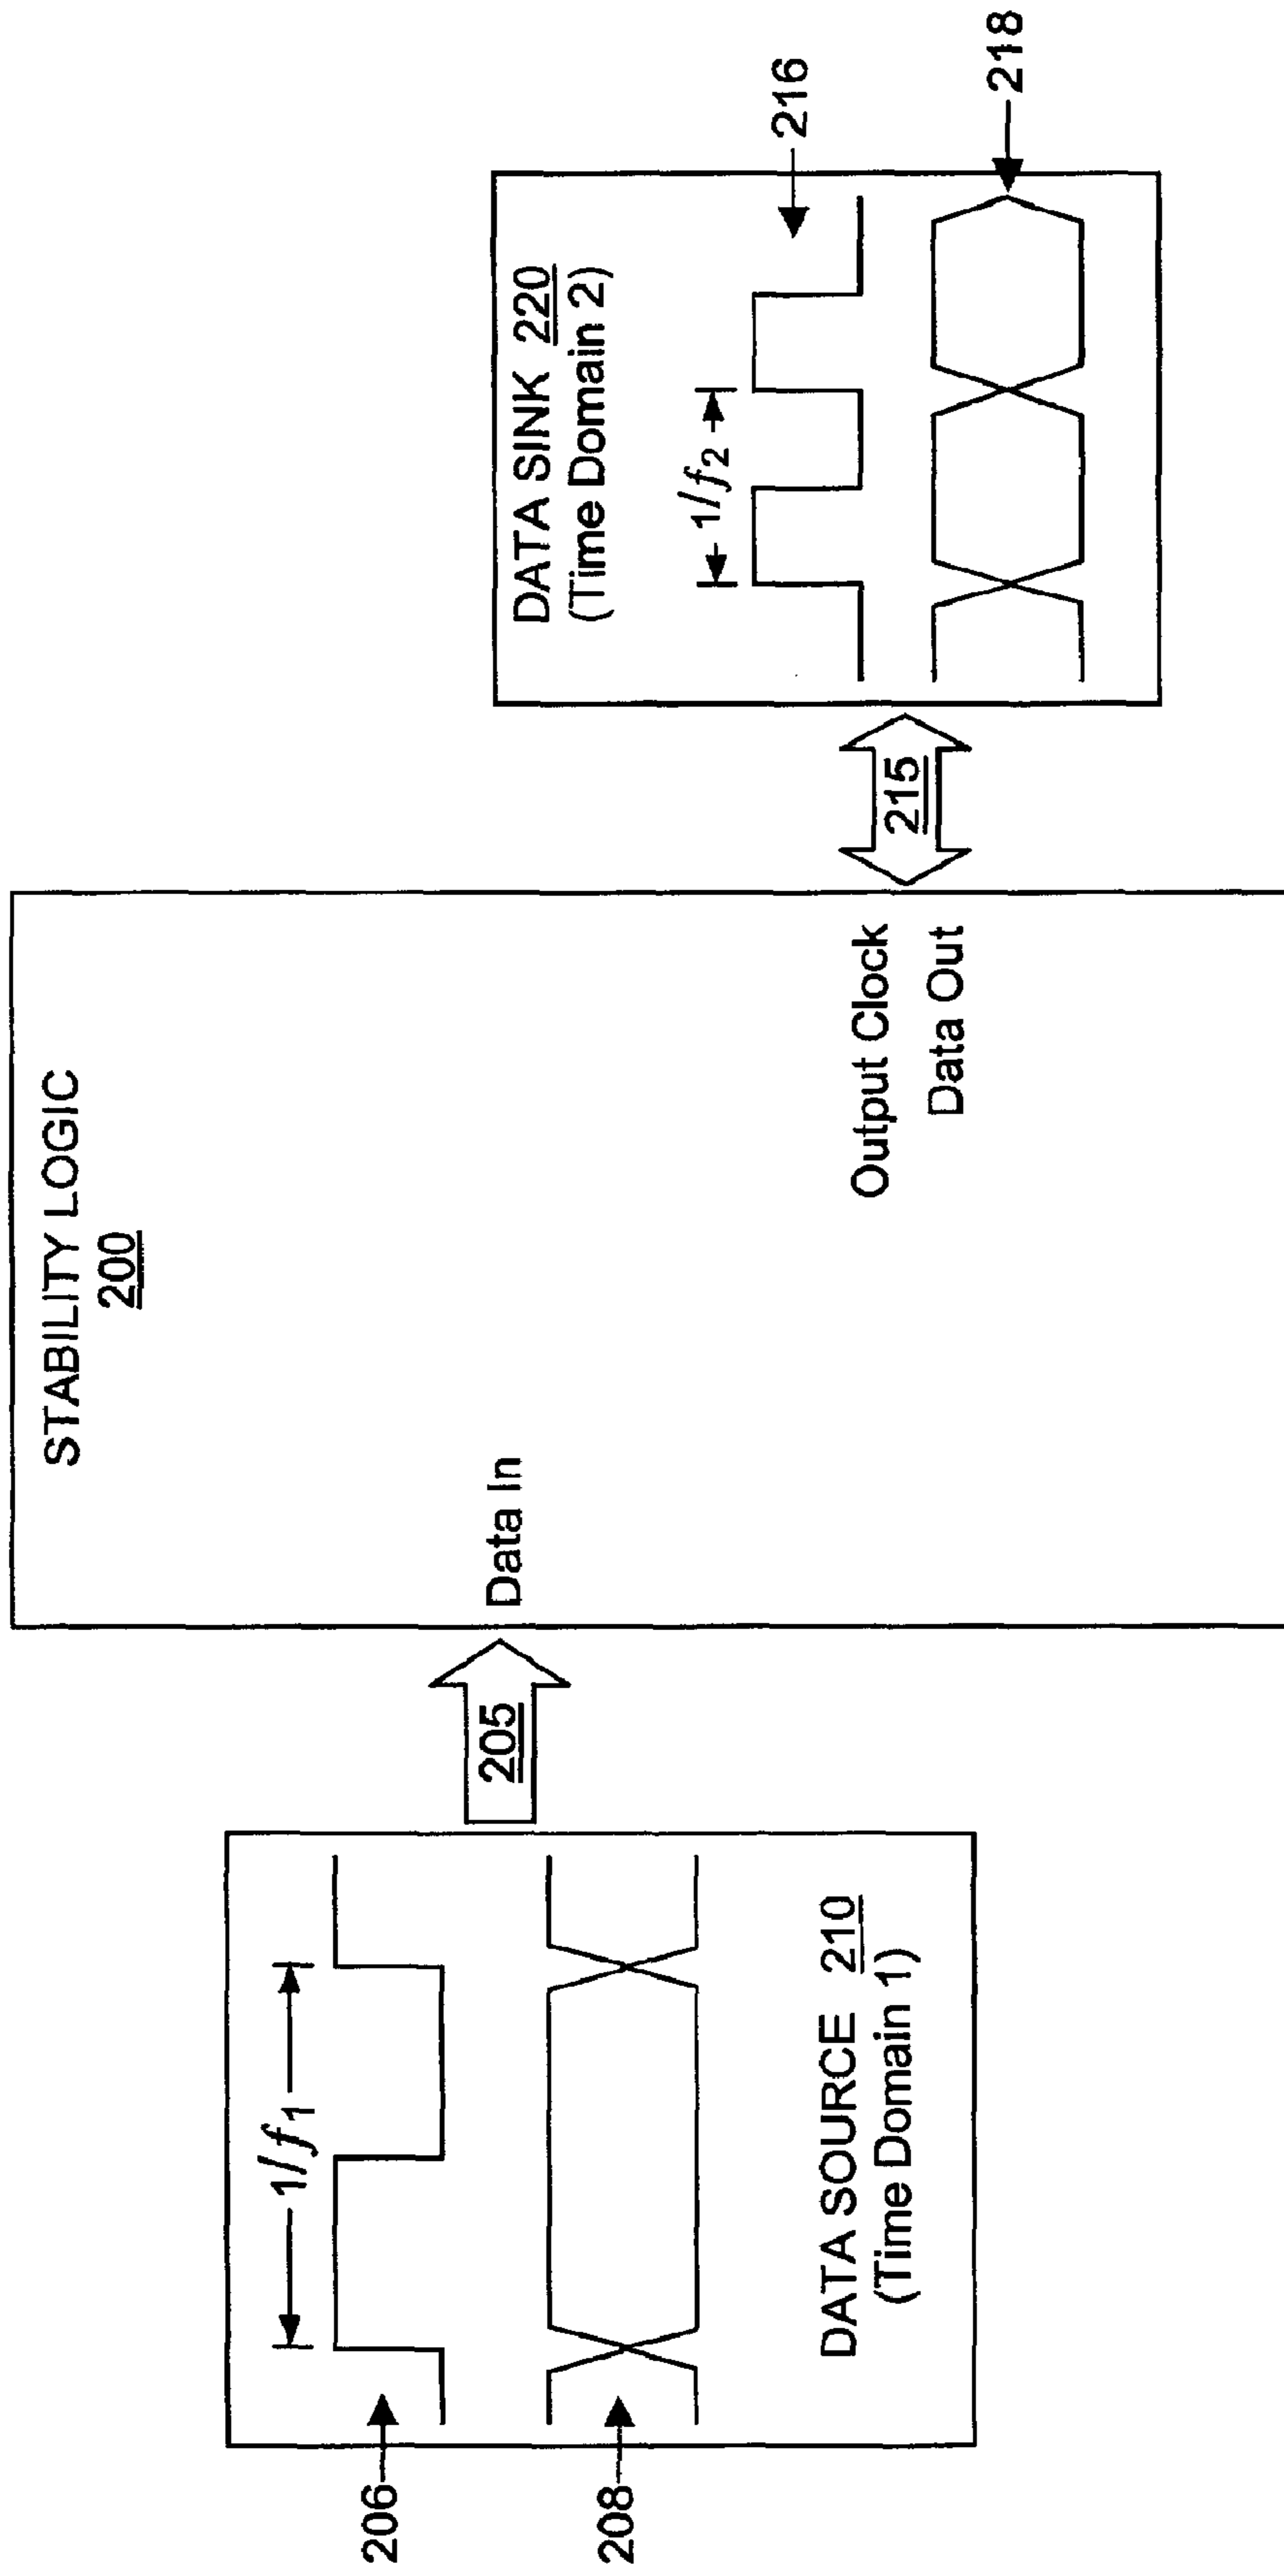 STABILITY LOGIC
200
206
1/f1
208
DATA SOURCE 210
(Time Domain 1)
205
Data In
Output Clock
Data Out
215
DATA SINK 220
(Time Domain 2)
1/f2
216
218